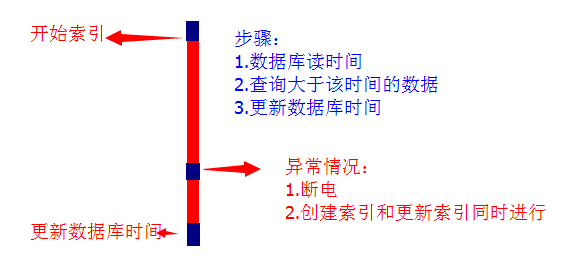 开始索引
步骤：
1.数据库读时间
2.查询大于该时间的数据
3.更新数据库时间
异常情况：
1.断电
2.创建索引和更新索引同时进行
更新数据库时间